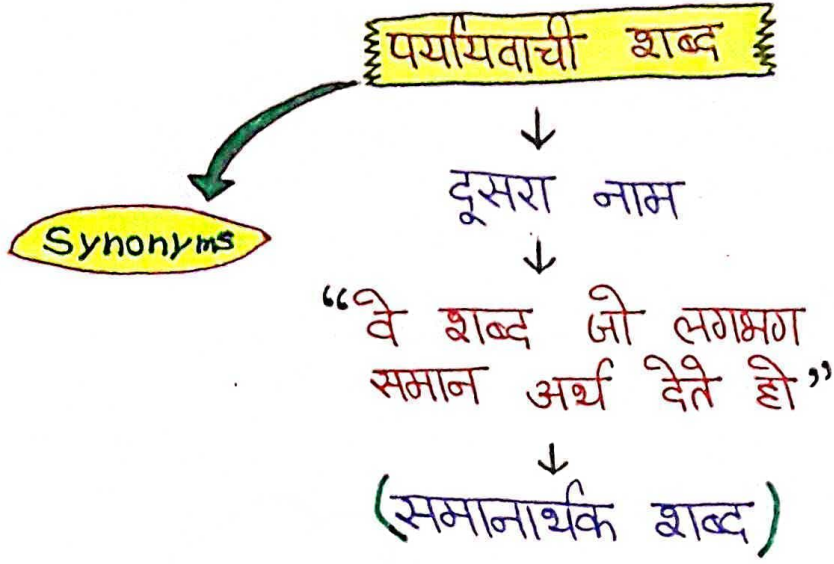 पर्यायवाची शब्द
Synonyms
दूसरा नाम
“वे शब्द जो लगभग
समान अर्थ देते हो”
(समानार्थक शब्द)